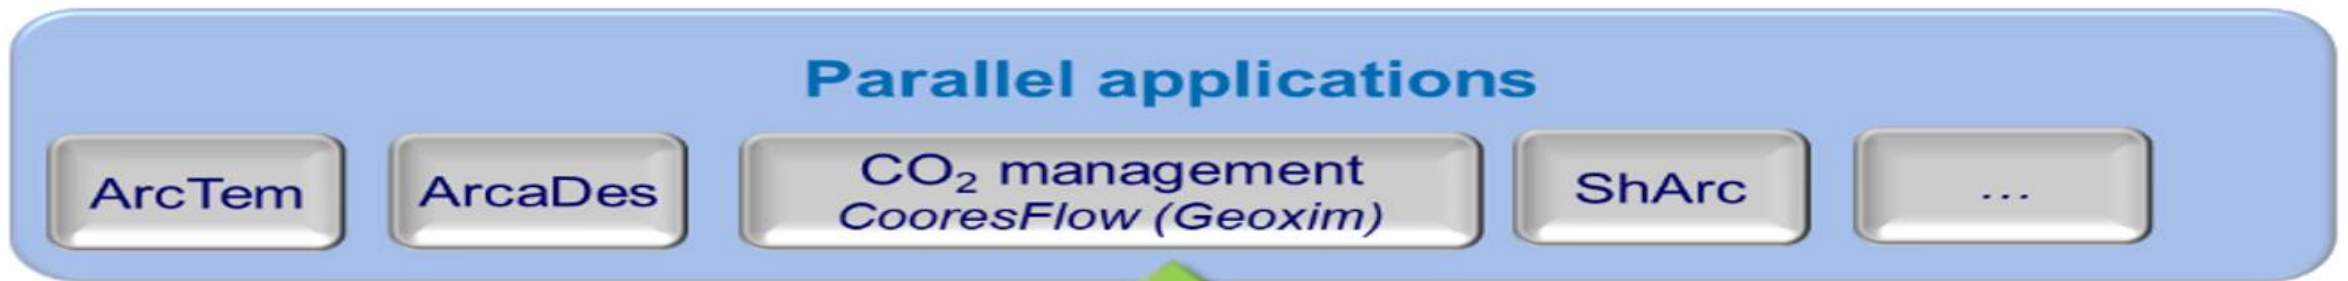 Parallel applications
ArcTem
ArcaDes
CO₂ management
CooresFlow (Geoxim)
ShArc
...